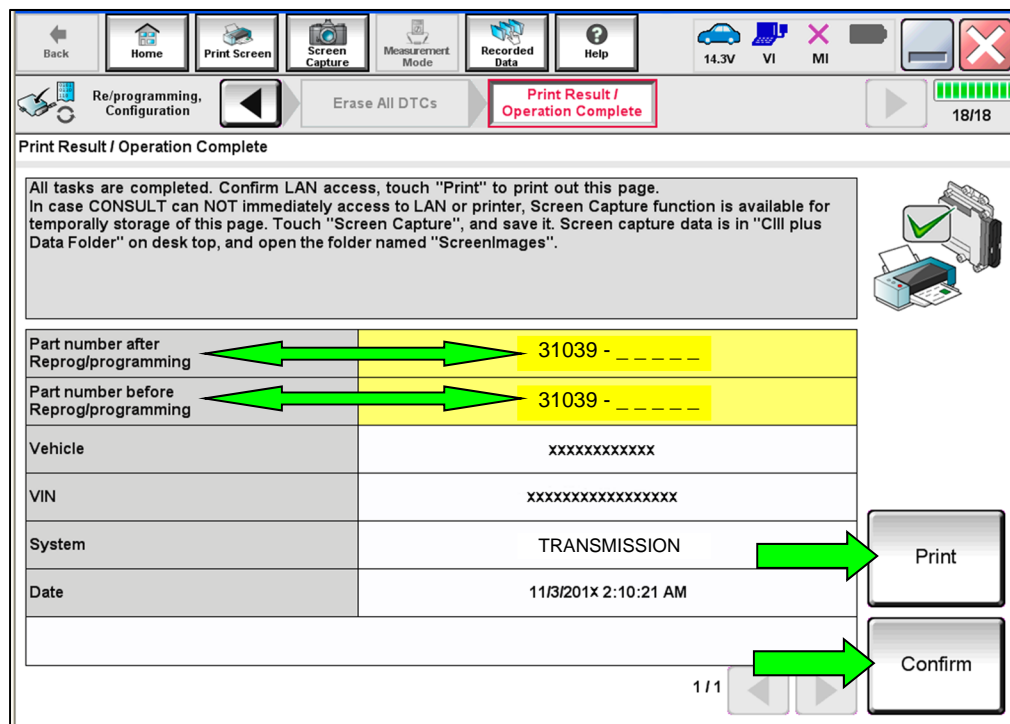 Back
Home
Print Screen
Screen
Capture
Measurement
Mode
Recorded
Data
Help
14.3V
VI
MI
Re/programming,
Configuration
Erase All DTCs
Print Result /
Operation Complete
18/18
Print Result / Operation Complete
All tasks are completed. Confirm LAN access, touch "Print" to print out this page.
In case CONSULT can NOT immediately access to LAN or printer, Screen Capture function is available for
temporally storage of this page. Touch "Screen Capture", and save it. Screen capture data is in "CIII plus
Data Folder" on desk top, and open the folder named "ScreenImages".
Part number after
Reprog/programming
31039 - _ _ _ _ _
Part number before
Reprog/programming
31039 - _ _ _ _ _
Vehicle
xxxxxxxxxxxx
VIN
xxxxxxxxxxxxxxxxx
System
TRANSMISSION
Date
11/3/201X 2:10:21 AM
Print
Confirm
1/1